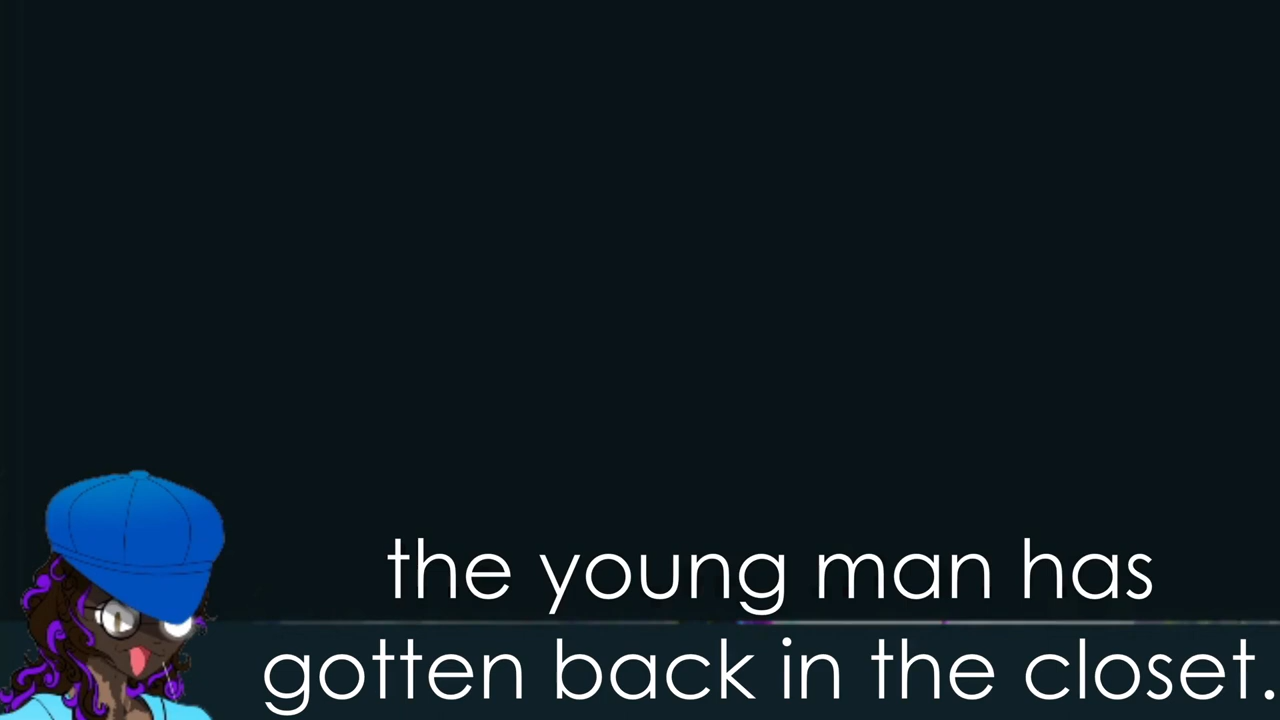 the young man has
gotten back in the closet.